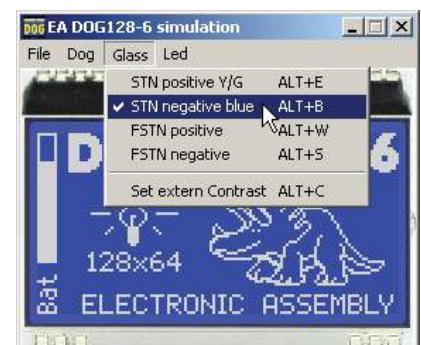 DOG EA DOG128-6 simulation
File Dog Glass Led
STN positive Y/G ALT+E
STN negative blue ALT+B
FSTN positive ALT+W
FSTN negative ALT+S
Set extern Contrast ALT+C
D 6
128x64
Bat
ELECTRONIC ASSEMBLY